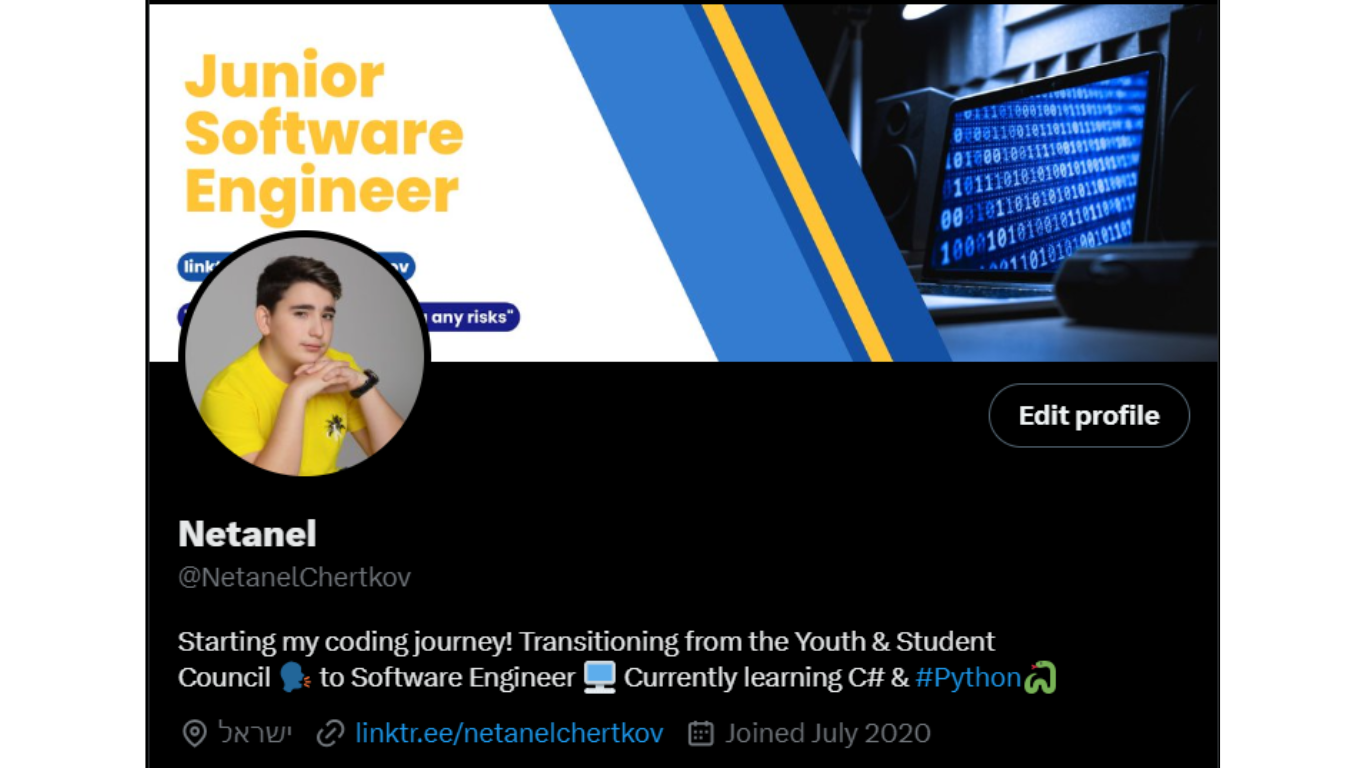 Junior
Software
Engineer
any risks"
Edit profile
Netanel
@NetanelChertkov
Starting my coding journey! Transitioning from the Youth & Student
Council 🗣️ to Software Engineer 🖥️ Currently learning C# & #Python🐍
ישראל linktr.ee/netanelchertkov Joined July 2020